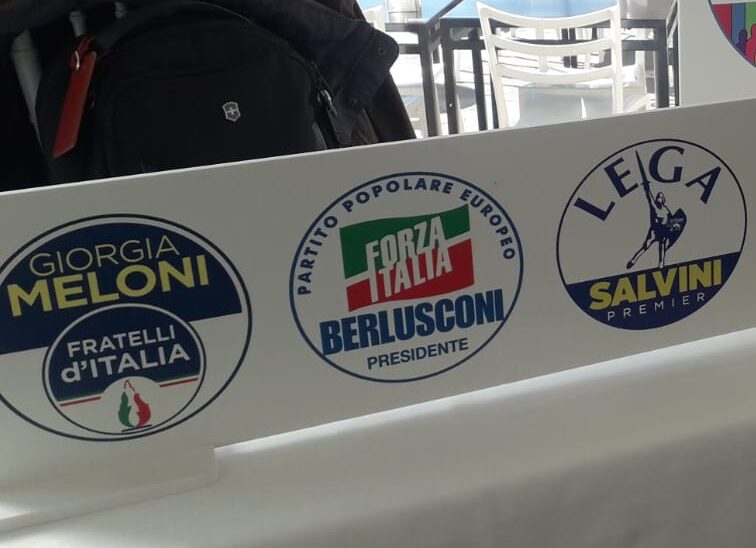 GIORGIA
MELONI
FRATELLI
d'ITALIA
PARTITO POPOLARE EUROPEO
FORZA
ITALIA
BERLUSCONI
PRESIDENTE
LEGA
SALVINI
PREMIER